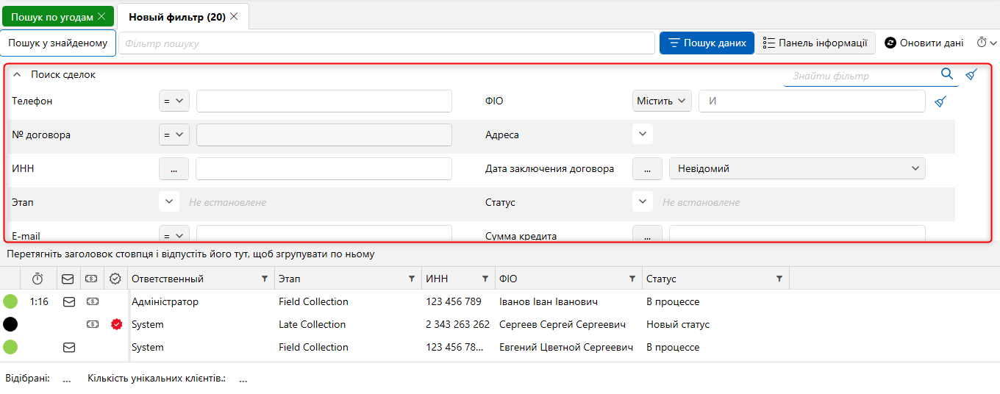 Пошук по угодам Новый фильтр (20)
Пошук у знайденому Фільтр пошуку Пошук даних Панель інформації Оновити дані
Поиск сделок Знайти фільтр
Телефон = ФІО Містить И
№ договора = Адреса
ИНН ... Дата заключения договора ... Невідомий
Этап Не встановлене Статус Не встановлене
E-mail = Сумма кредита ...
Перетягніть заголовок стовпця і відпустіть його тут, щоб згрупувати по ньому
Ответственный Этап ИНН ФІО Статус
1:16 Адміністратор Field Collection 123 456 789 Іванов Іван Іванович В процессе
System Late Collection 2 343 263 262 Сергеев Сергей Сергеевич Новый статус
System Field Collection 123 456 78... Евгений Цветной Сергеевич В процессе
Відібрані: ... Кількість унікальних клієнтів.: ...